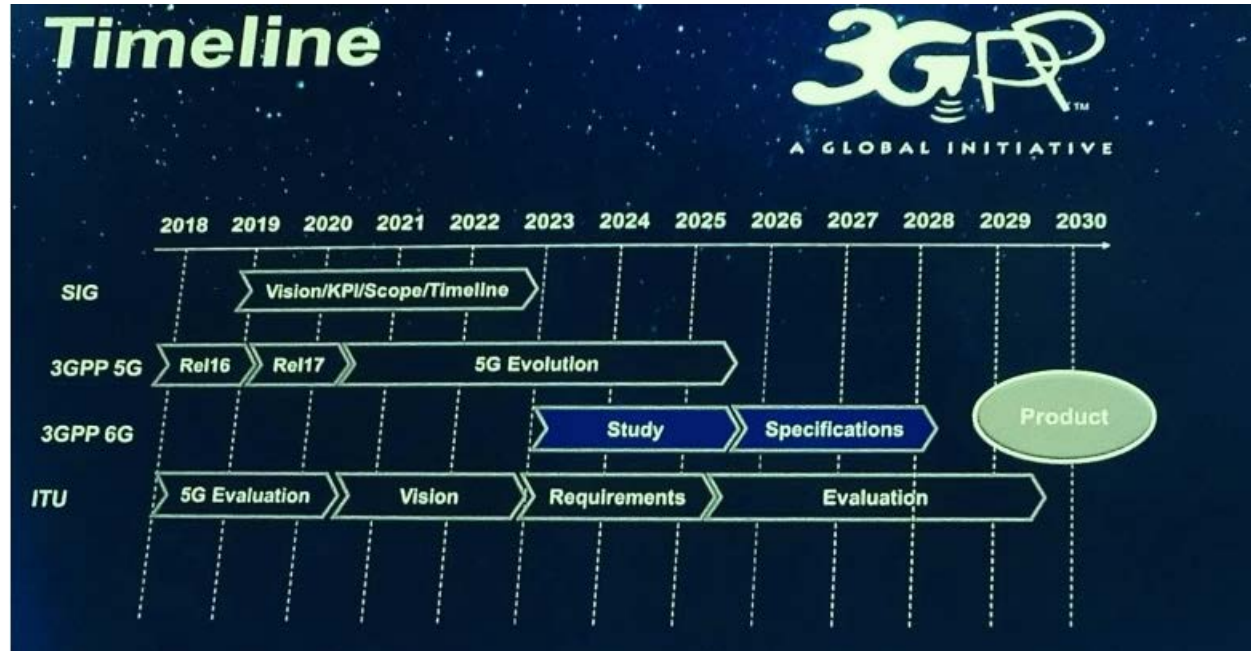 Timeline
3GPP™
A GLOBAL INITIATIVE
2018 2019 2020 2021 2022 2023 2024 2025 2026 2027 2028 2029 2030
SIG Vision/KPI/Scope/Timeline
3GPP 5G Rel16 Rel17 5G Evolution
3GPP 6G Study Specifications Product
ITU 5G Evaluation Vision Requirements Evaluation